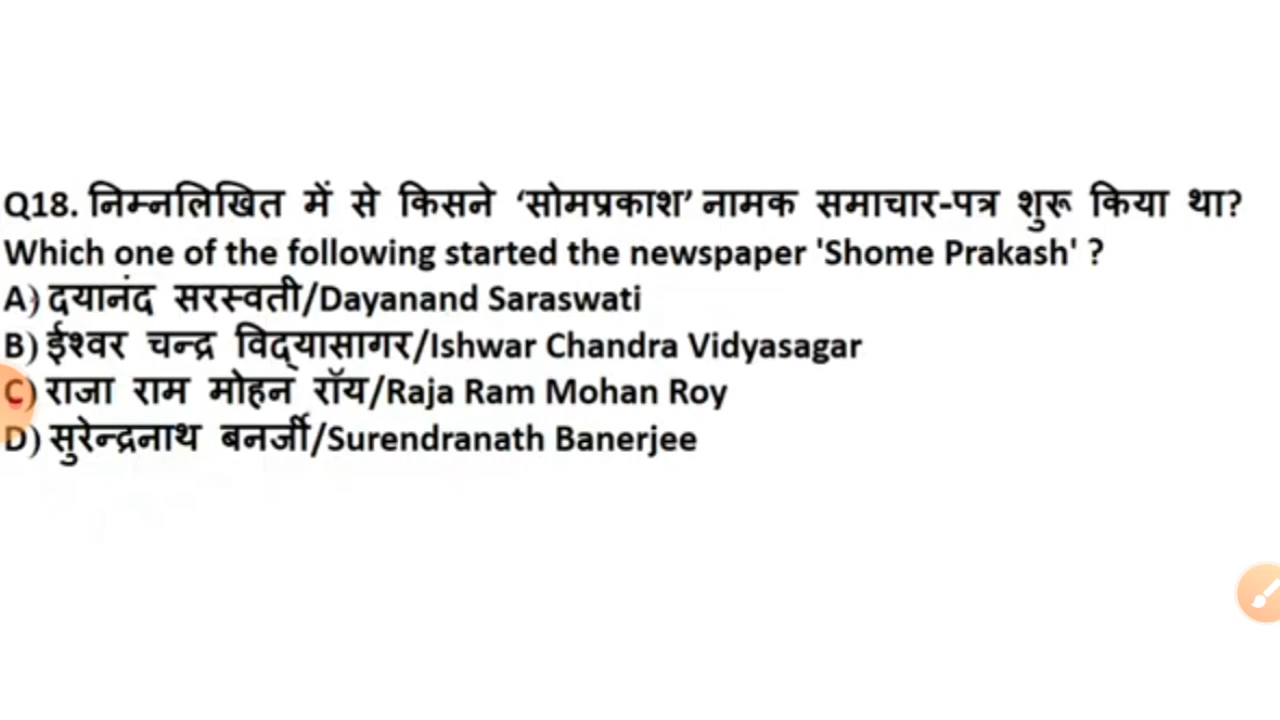 Q18. निम्नलिखित में से किसने ‘सोमप्रकाश’ नामक समाचार-पत्र शुरू किया था?
Which one of the following started the newspaper 'Shome Prakash' ?
A) दयानंद सरस्वती/Dayanand Saraswati
B) ईश्वर चन्द्र विद्यासागर/Ishwar Chandra Vidyasagar
C) राजा राम मोहन रॉय/Raja Ram Mohan Roy
D) सुरेन्द्रनाथ बनर्जी/Surendranath Banerjee